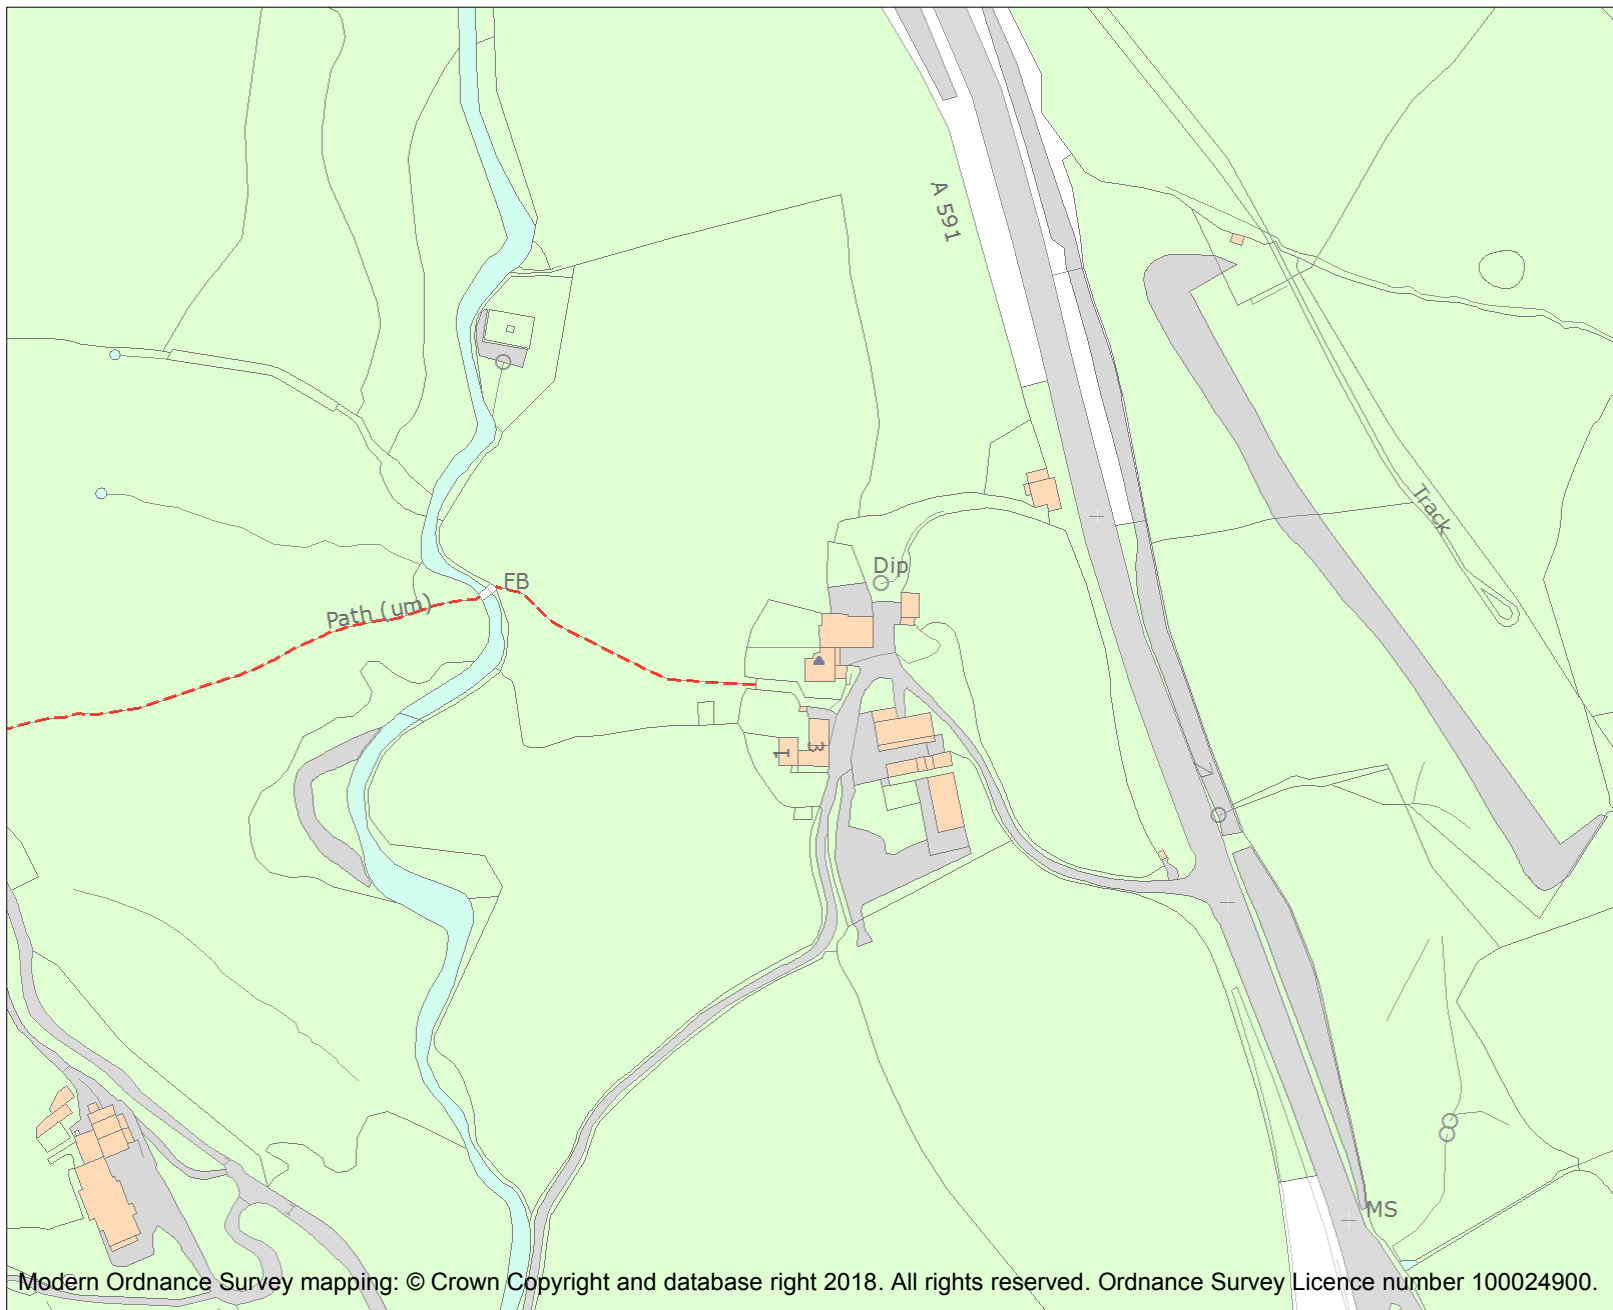 A 591
Track
Dip
FB
Path (um)
1
3
MS
Modern Ordnance Survey mapping: © Crown Copyright and database right 2018. All rights reserved. Ordnance Survey Licence number 100024900.